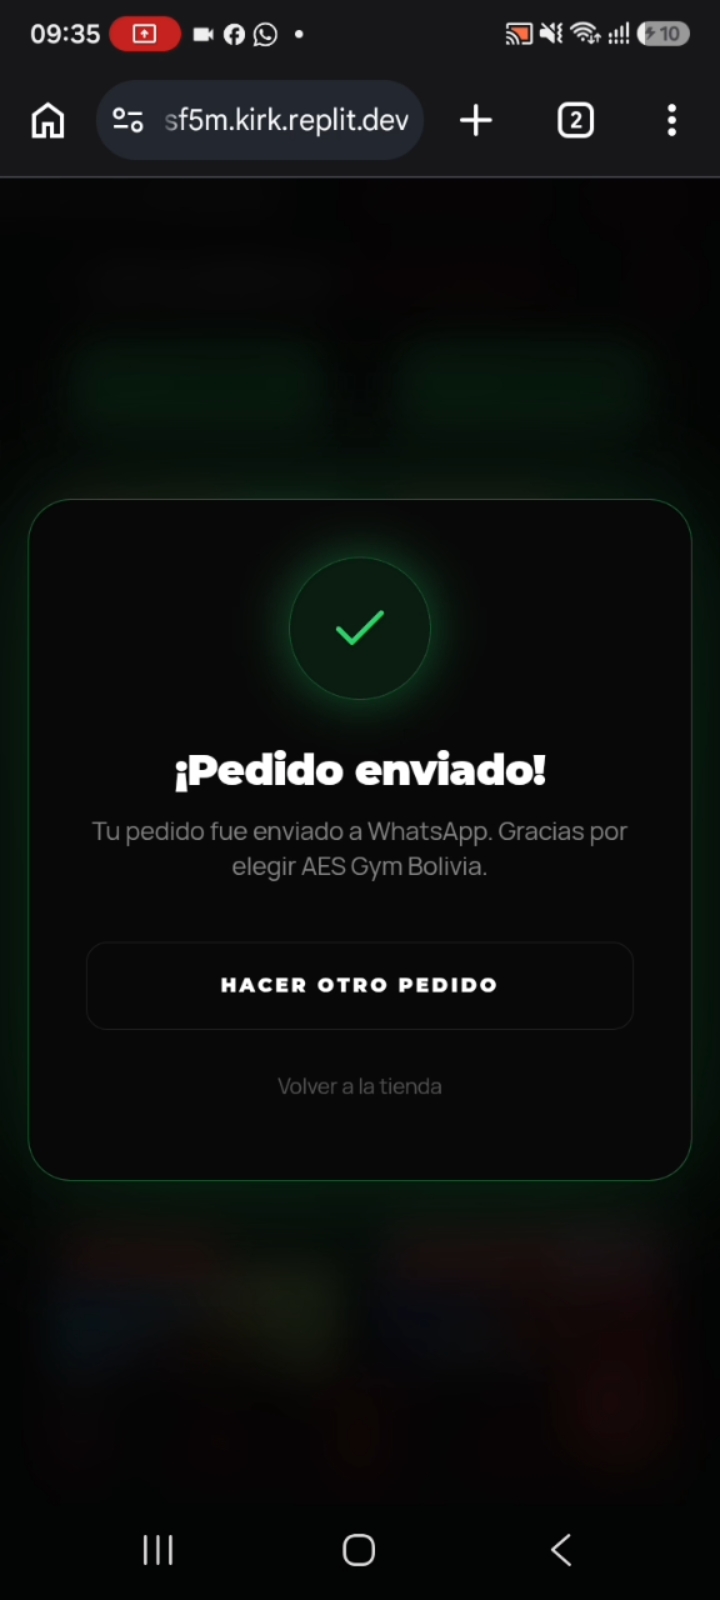 09:35
10
sf5m.kirk.replit.dev
2
¡Pedido enviado!
Tu pedido fue enviado a WhatsApp. Gracias por
elegir AES Gym Bolivia.
HACER OTRO PEDIDO
Volver a la tienda